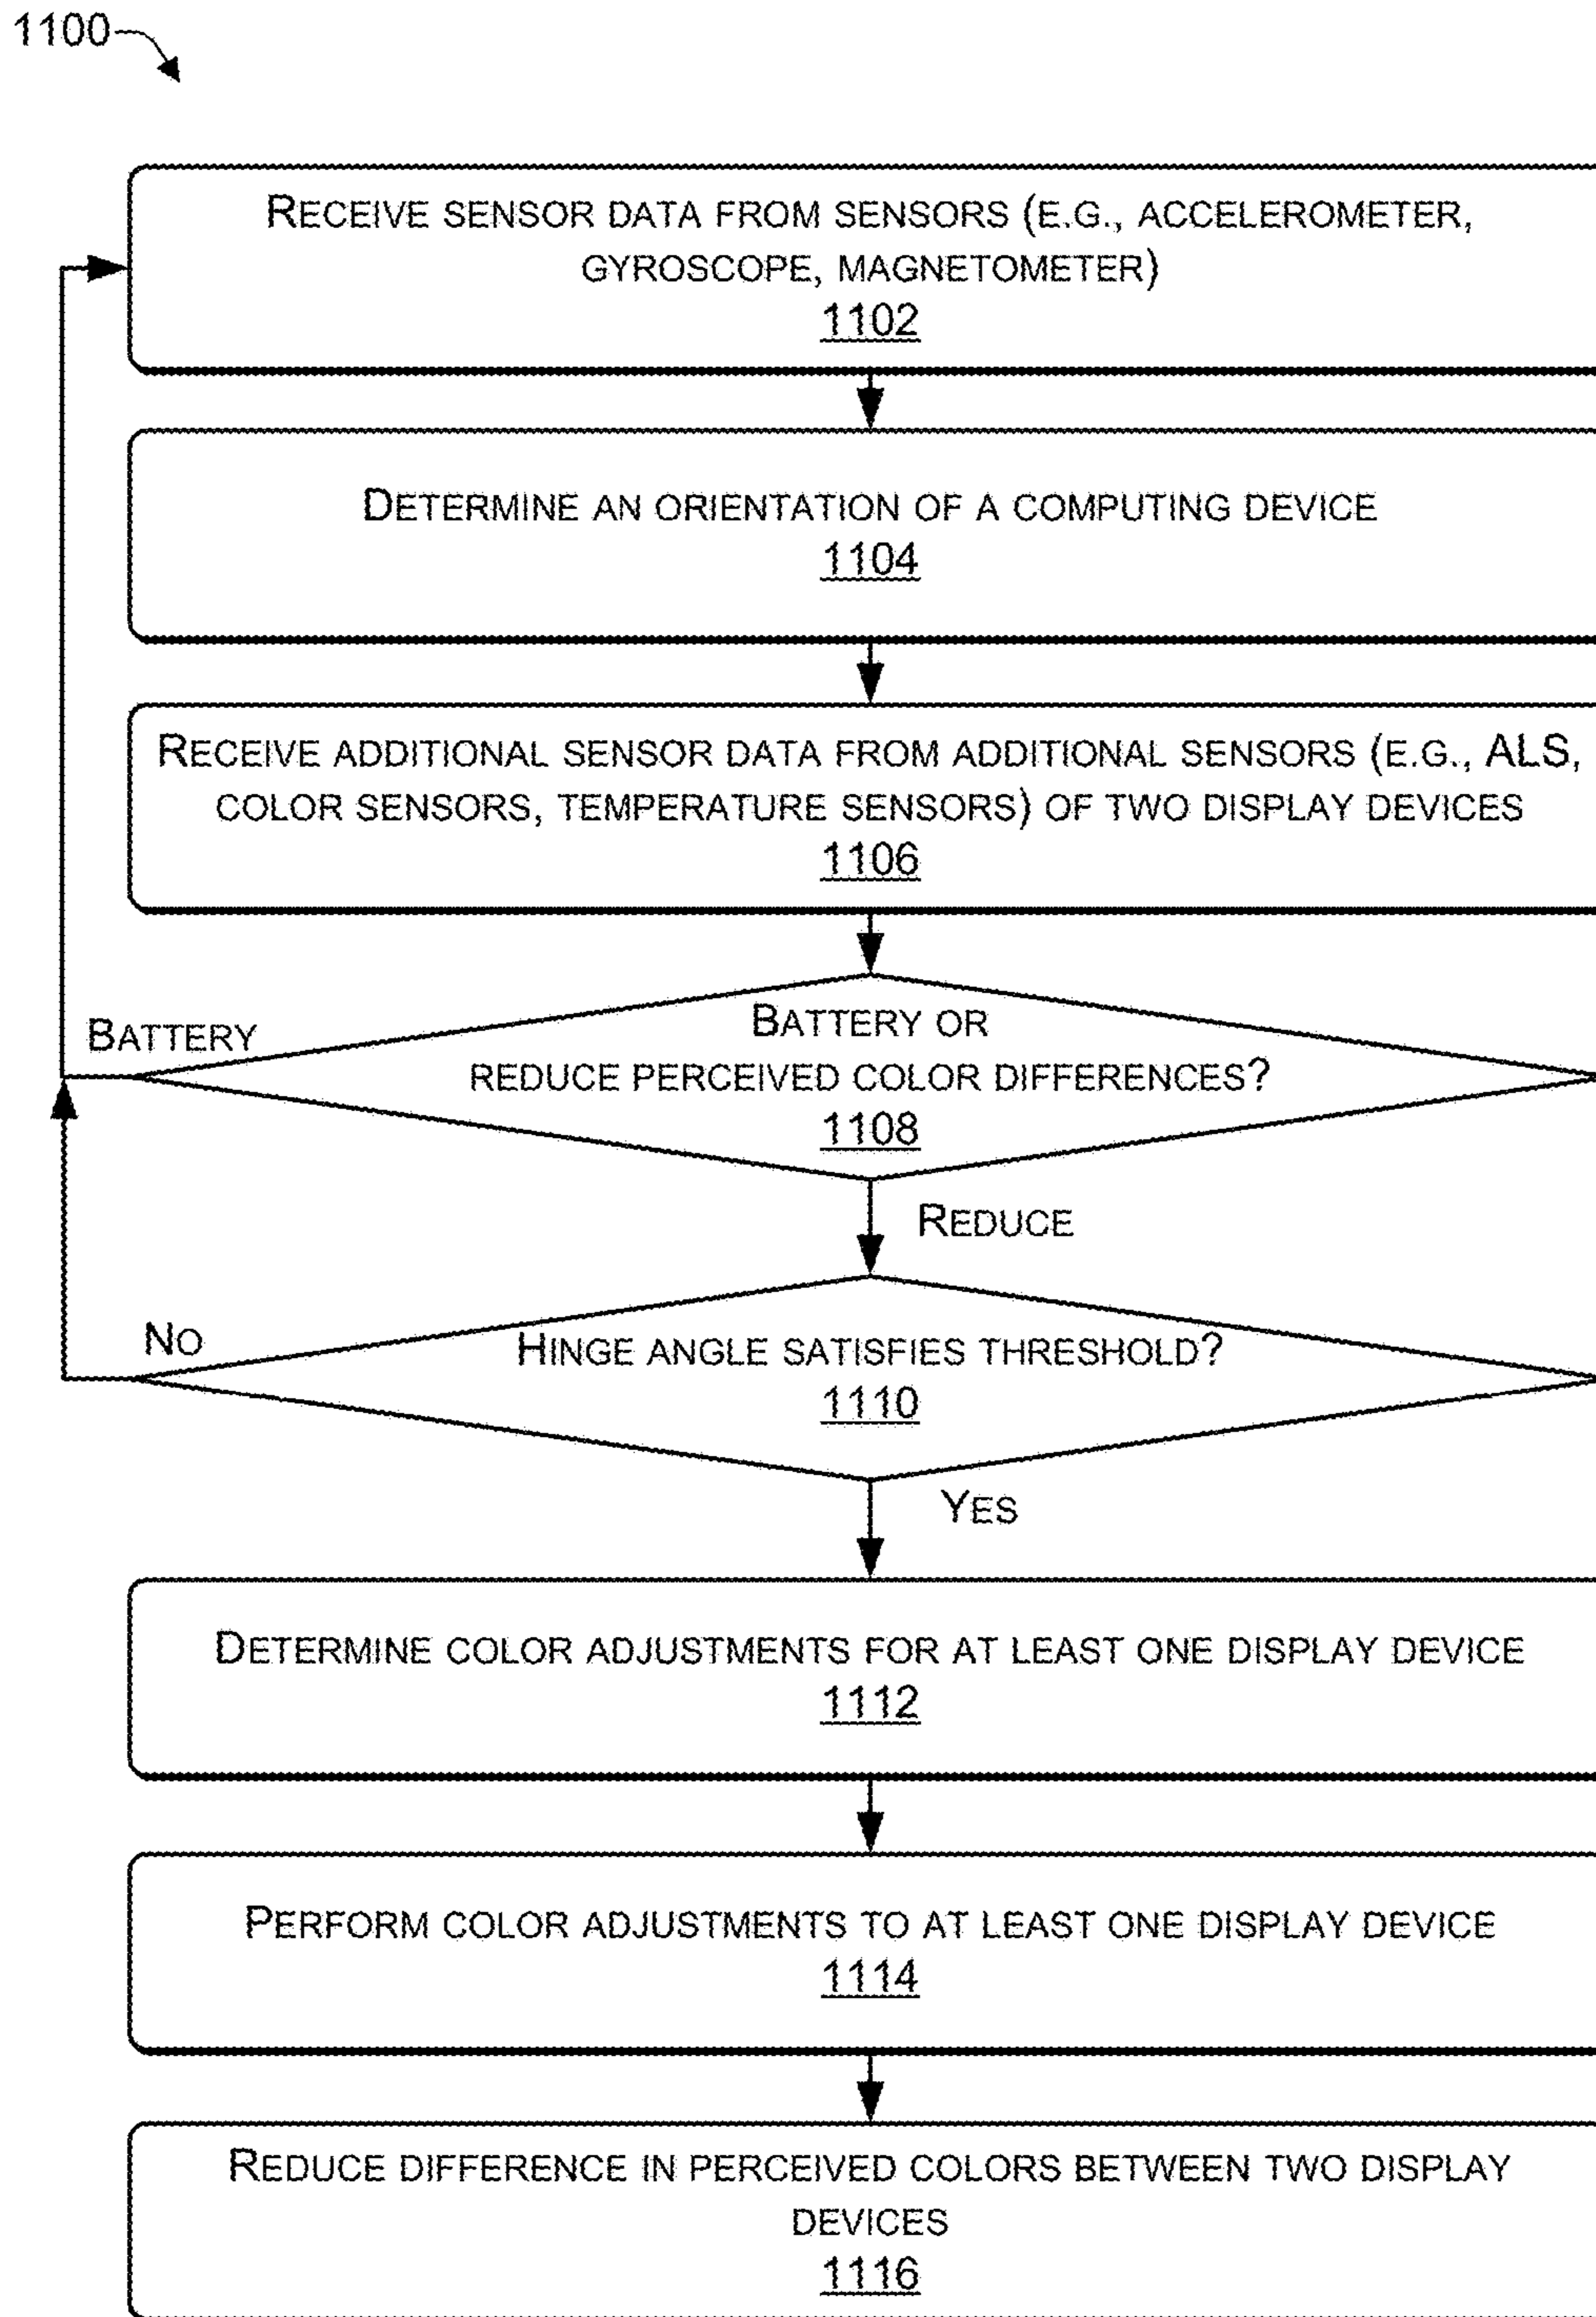 1100
RECEIVE SENSOR DATA FROM SENSORS (E.G., ACCELEROMETER,
GYROSCOPE, MAGNETOMETER)
1102
DETERMINE AN ORIENTATION OF A COMPUTING DEVICE
1104
RECEIVE ADDITIONAL SENSOR DATA FROM ADDITIONAL SENSORS (E.G., ALS,
COLOR SENSORS, TEMPERATURE SENSORS) OF TWO DISPLAY DEVICES
1106
BATTERY
BATTERY OR
REDUCE PERCEIVED COLOR DIFFERENCES?
1108
REDUCE
NO
HINGE ANGLE SATISFIES THRESHOLD?
1110
YES
DETERMINE COLOR ADJUSTMENTS FOR AT LEAST ONE DISPLAY DEVICE
1112
PERFORM COLOR ADJUSTMENTS TO AT LEAST ONE DISPLAY DEVICE
1114
REDUCE DIFFERENCE IN PERCEIVED COLORS BETWEEN TWO DISPLAY
DEVICES
1116